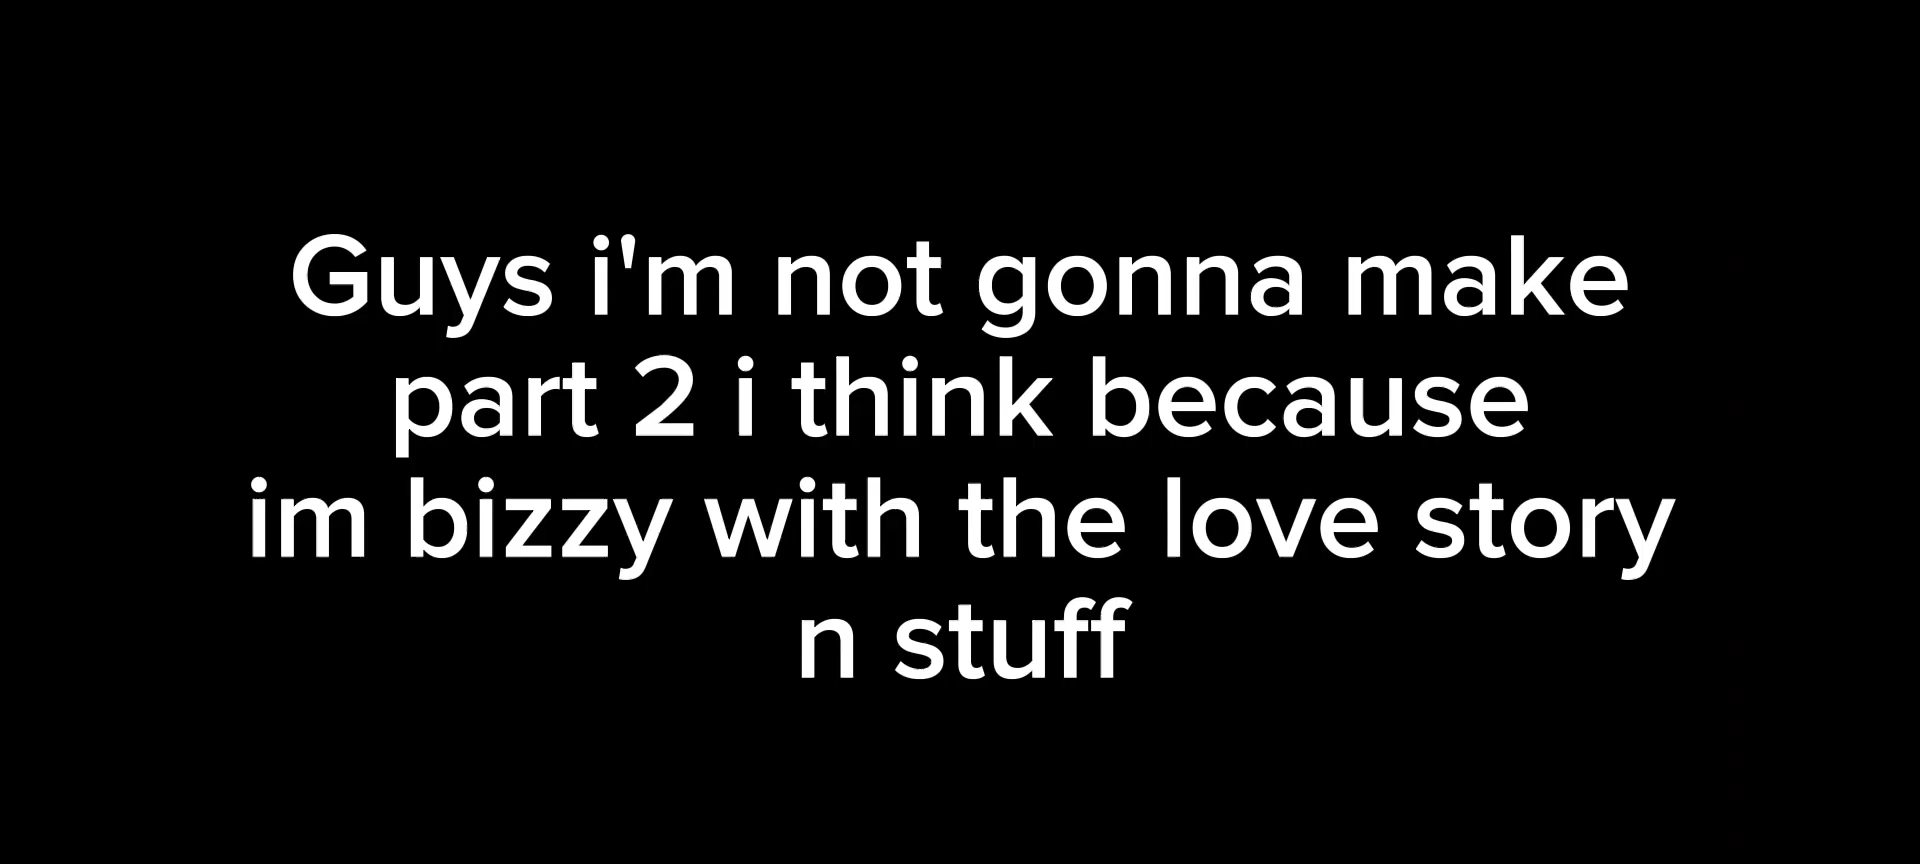 Guys i'm not gonna make
part 2 i think because
im bizzy with the love story
n stuff